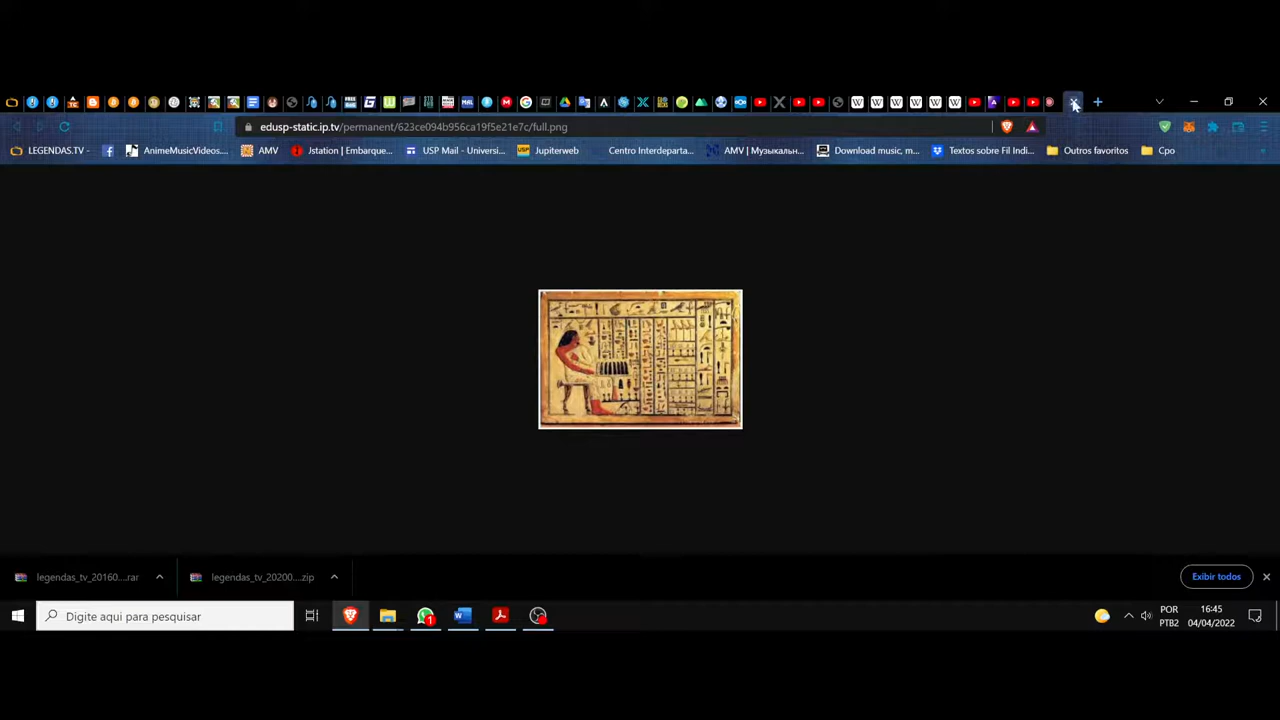 edusp-static.ip.tv/permanent/623ce094b956ca19f5e21e7c/full.png
LEGENDAS.TV -
AnimeMusicVideos....
AMV
Jstation | Embarque...
USP Mail - Universi...
Jupiterweb
Centro Interdeparta...
AMV | Музыкальн...
Download music, m...
Textos sobre Fil Indi...
Outros favoritos
Cpo
legendas_tv_20160....rar
legendas_tv_20200....zip
Exibir todos
Digite aqui para pesquisar
1
POR
PTB2
16:45
04/04/2022